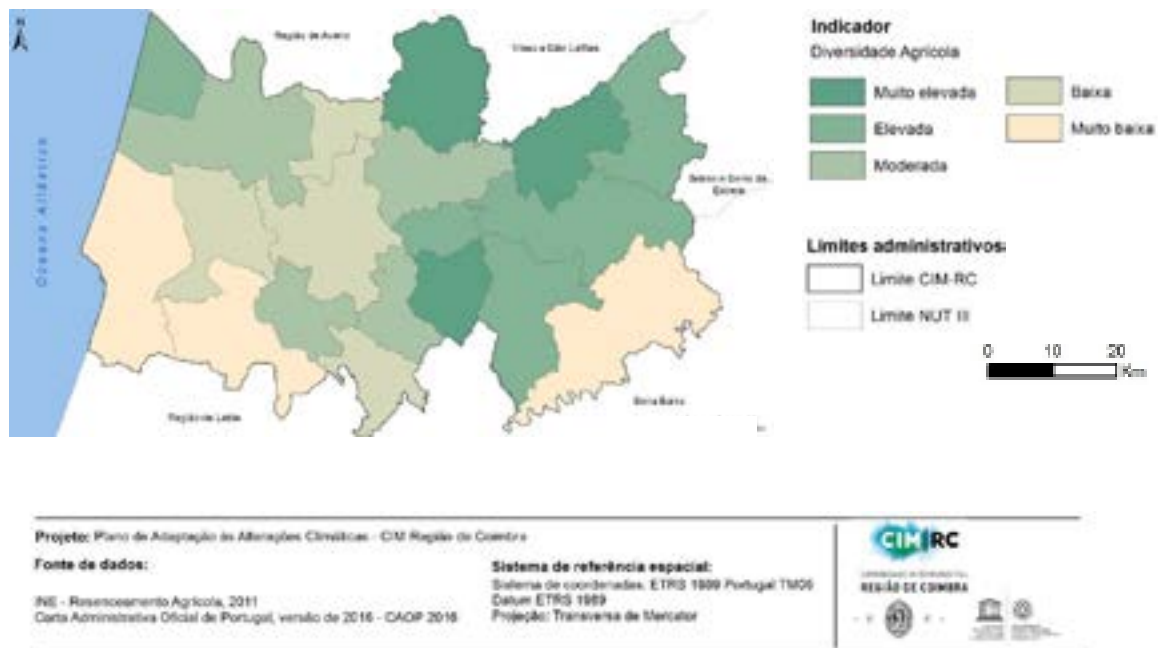 N
Região de Aveiro
Oceano Atlântico
Região de Leiria
Beira Baixa
Indicador
Diversidade Agrícola
Muito elevada
Elevada
Moderada
Baixa
Muito baixa
Limites administrativos
Limite CIM-RC
Limite NUT III
0 10 20
Km
Projeto: Plano de Adaptação às Alterações Climáticas - CIM Região de Coimbra
Fonte de dados:
INE - Resenceamento Agrícola, 2011
Carta Administrativa Oficial de Portugal, versão de 2016 - CAOP 2016
Sistema de referência espacial:
Sistema de coordenadas: ETRS 1989 Portugal TM06
Datum ETRS 1989
Projeção: Transversa de Mercator
CIM RC
REGIÃO DE COIMBRA